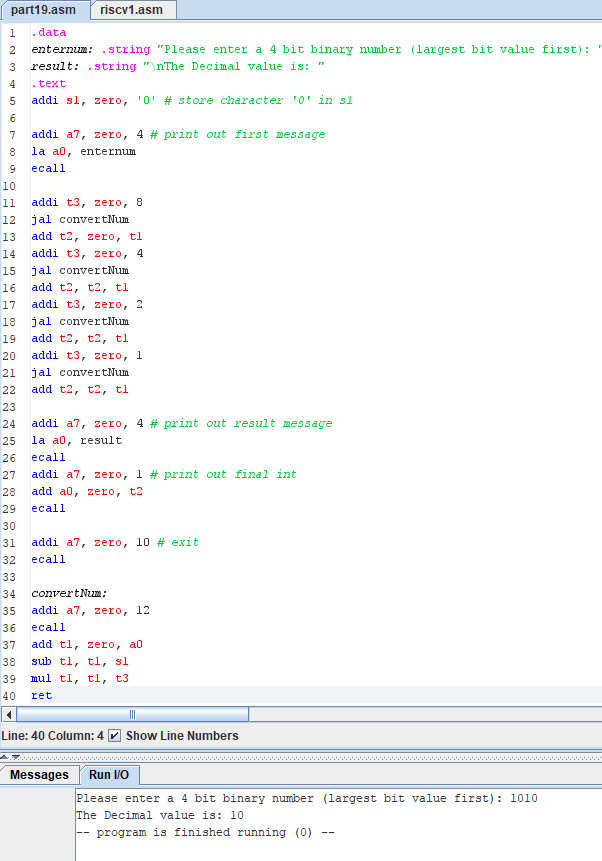 part19.asm riscv1.asm
1 .data
2 enternum: .string "Please enter a 4 bit binary number (largest bit value first): "
3 result: .string "\nThe Decimal value is: "
4 .text
5 addi s1, zero, '0' # store character '0' in s1
6
7 addi a7, zero, 4 # print out first message
8 la a0, enternum
9 ecall
10
11 addi t3, zero, 8
12 jal convertNum
13 add t2, zero, t1
14 addi t3, zero, 4
15 jal convertNum
16 add t2, t2, t1
17 addi t3, zero, 2
18 jal convertNum
19 add t2, t2, t1
20 addi t3, zero, 1
21 jal convertNum
22 add t2, t2, t1
23
24 addi a7, zero, 4 # print out result message
25 la a0, result
26 ecall
27 addi a7, zero, 1 # print out final int
28 add a0, zero, t2
29 ecall
30
31 addi a7, zero, 10 # exit
32 ecall
33
34 convertNum:
35 addi a7, zero, 12
36 ecall
37 add t1, zero, a0
38 sub t1, t1, s1
39 mul t1, t1, t3
40 ret
Line: 40 Column: 4 Show Line Numbers
Messages Run I/O
Please enter a 4 bit binary number (largest bit value first): 1010
The Decimal value is: 10
-- program is finished running (0) --